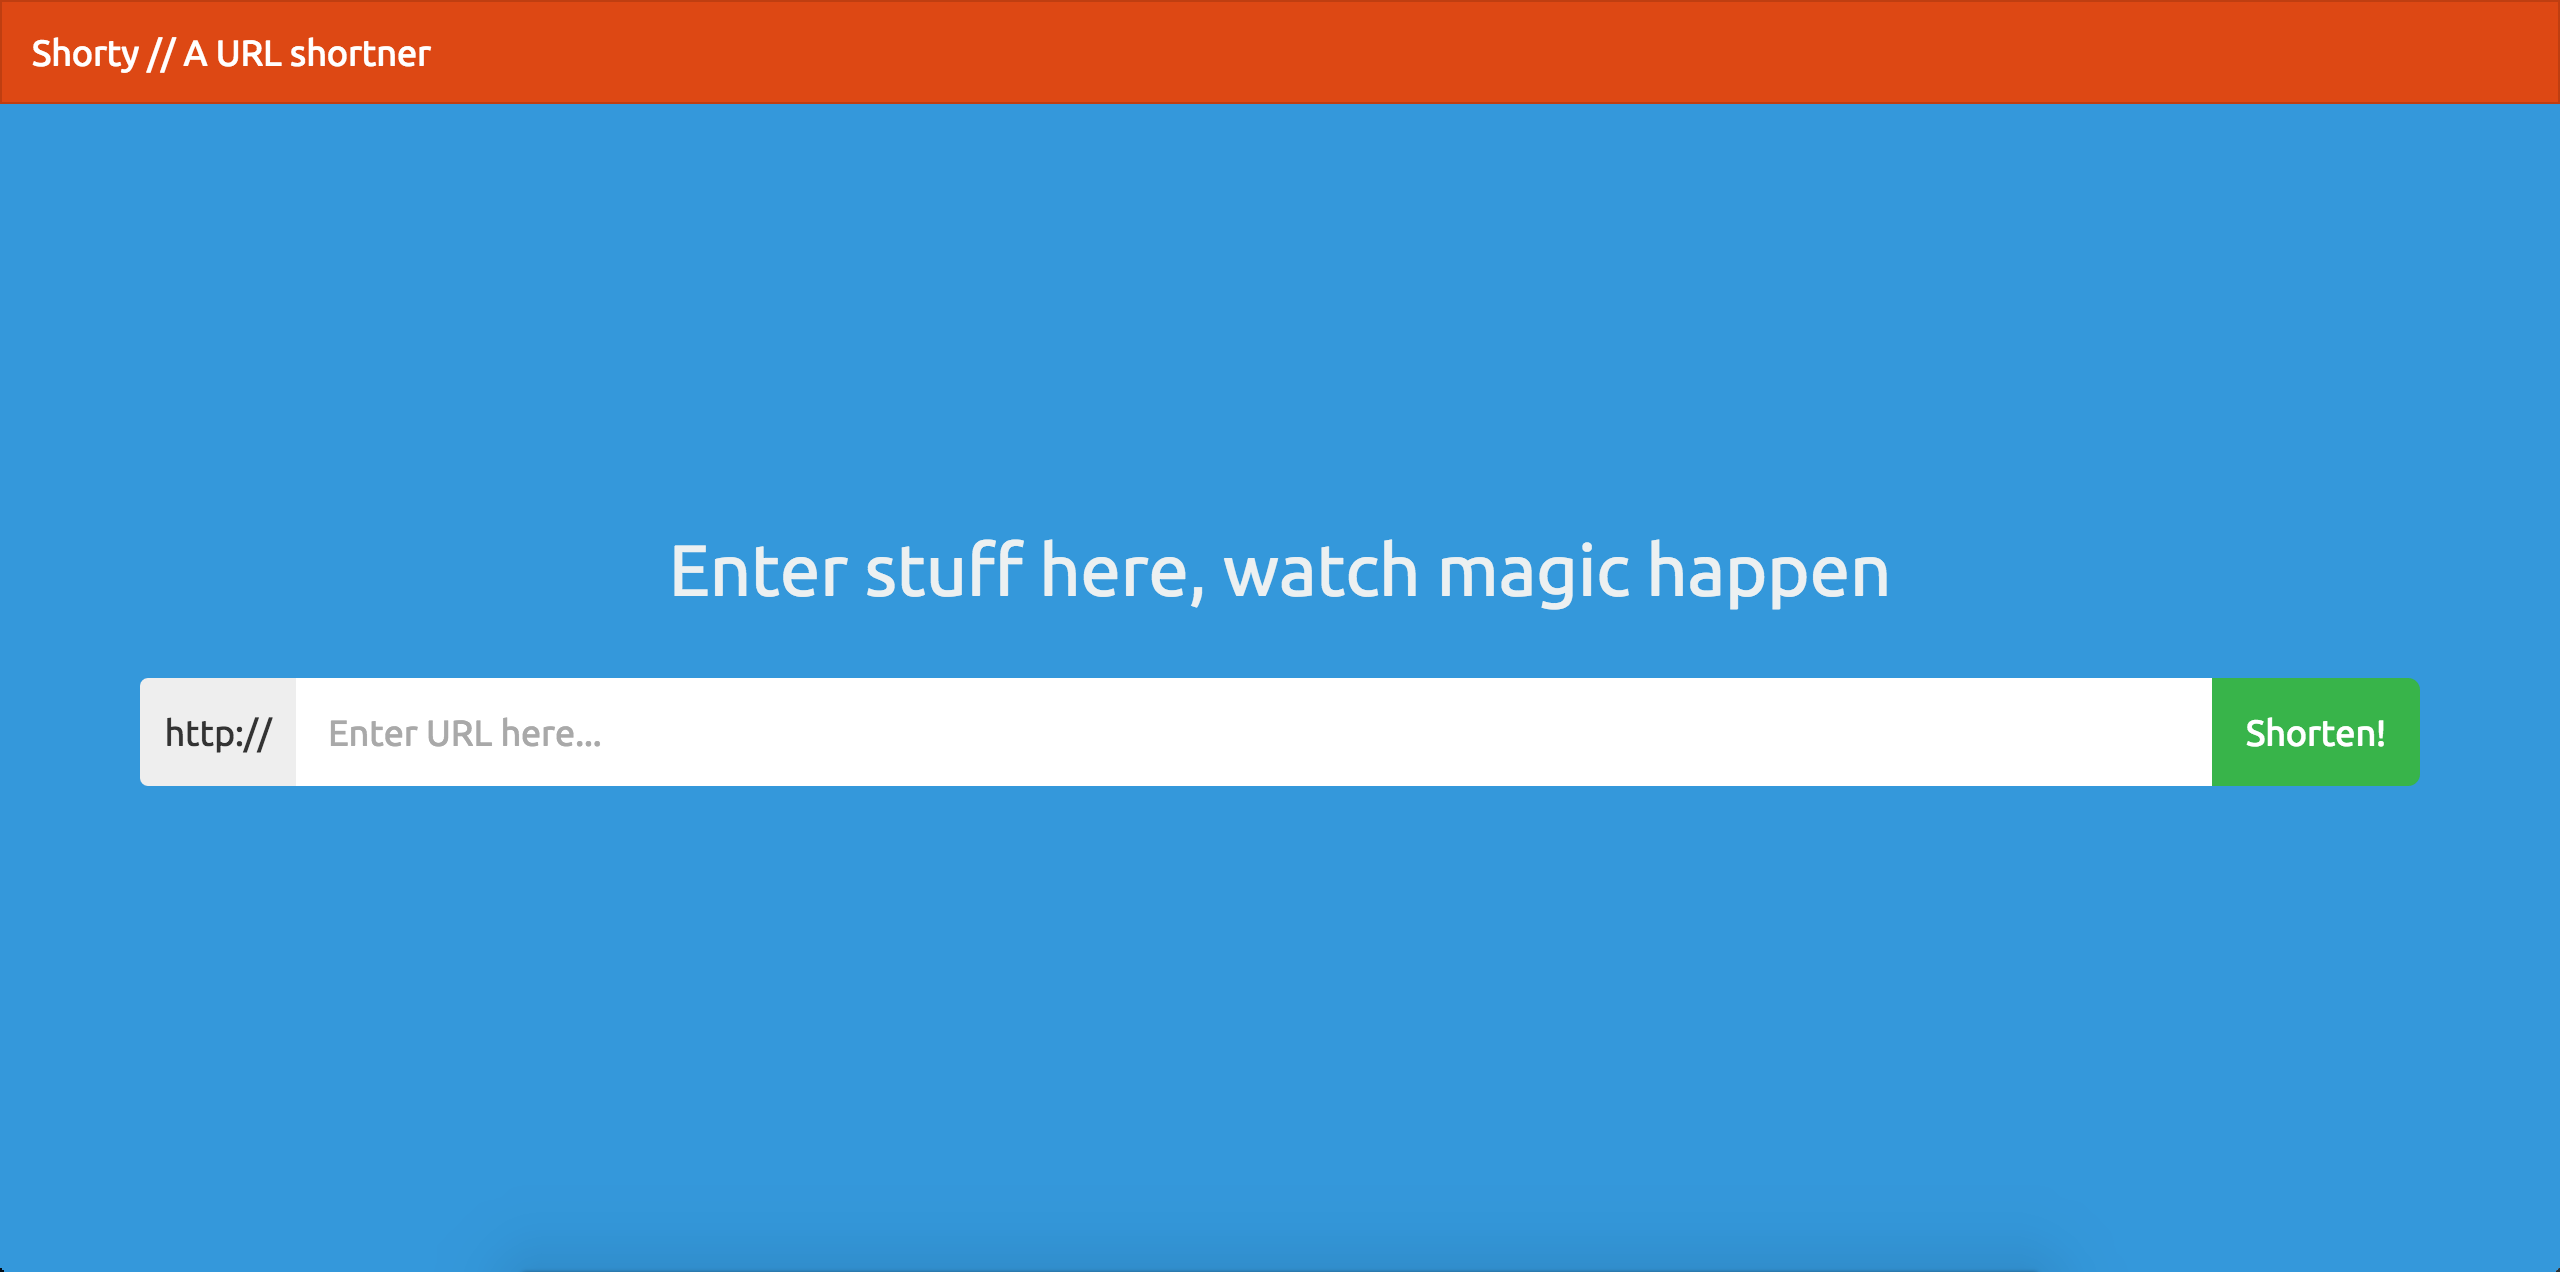 Shorty // A URL shortner
Enter stuff here, watch magic happen
http:// Enter URL here... Shorten!